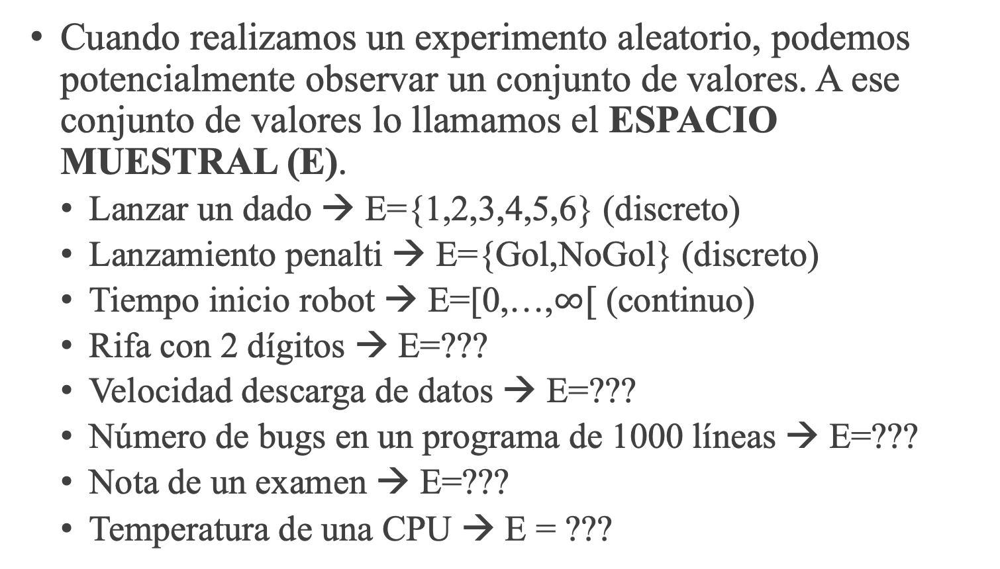 • Cuando realizamos un experimento aleatorio, podemos
potencialmente observar un conjunto de valores. A ese
conjunto de valores lo llamamos el ESPACIO
MUESTRAL (E).
• Lanzar un dado → E={1,2,3,4,5,6} (discreto)
• Lanzamiento penalti → E={Gol,NoGol} (discreto)
• Tiempo inicio robot → E=[0,…,∞[ (continuo)
• Rifa con 2 dígitos → E=???
• Velocidad descarga de datos → E=???
• Número de bugs en un programa de 1000 líneas → E=???
• Nota de un examen → E=???
• Temperatura de una CPU → E = ???